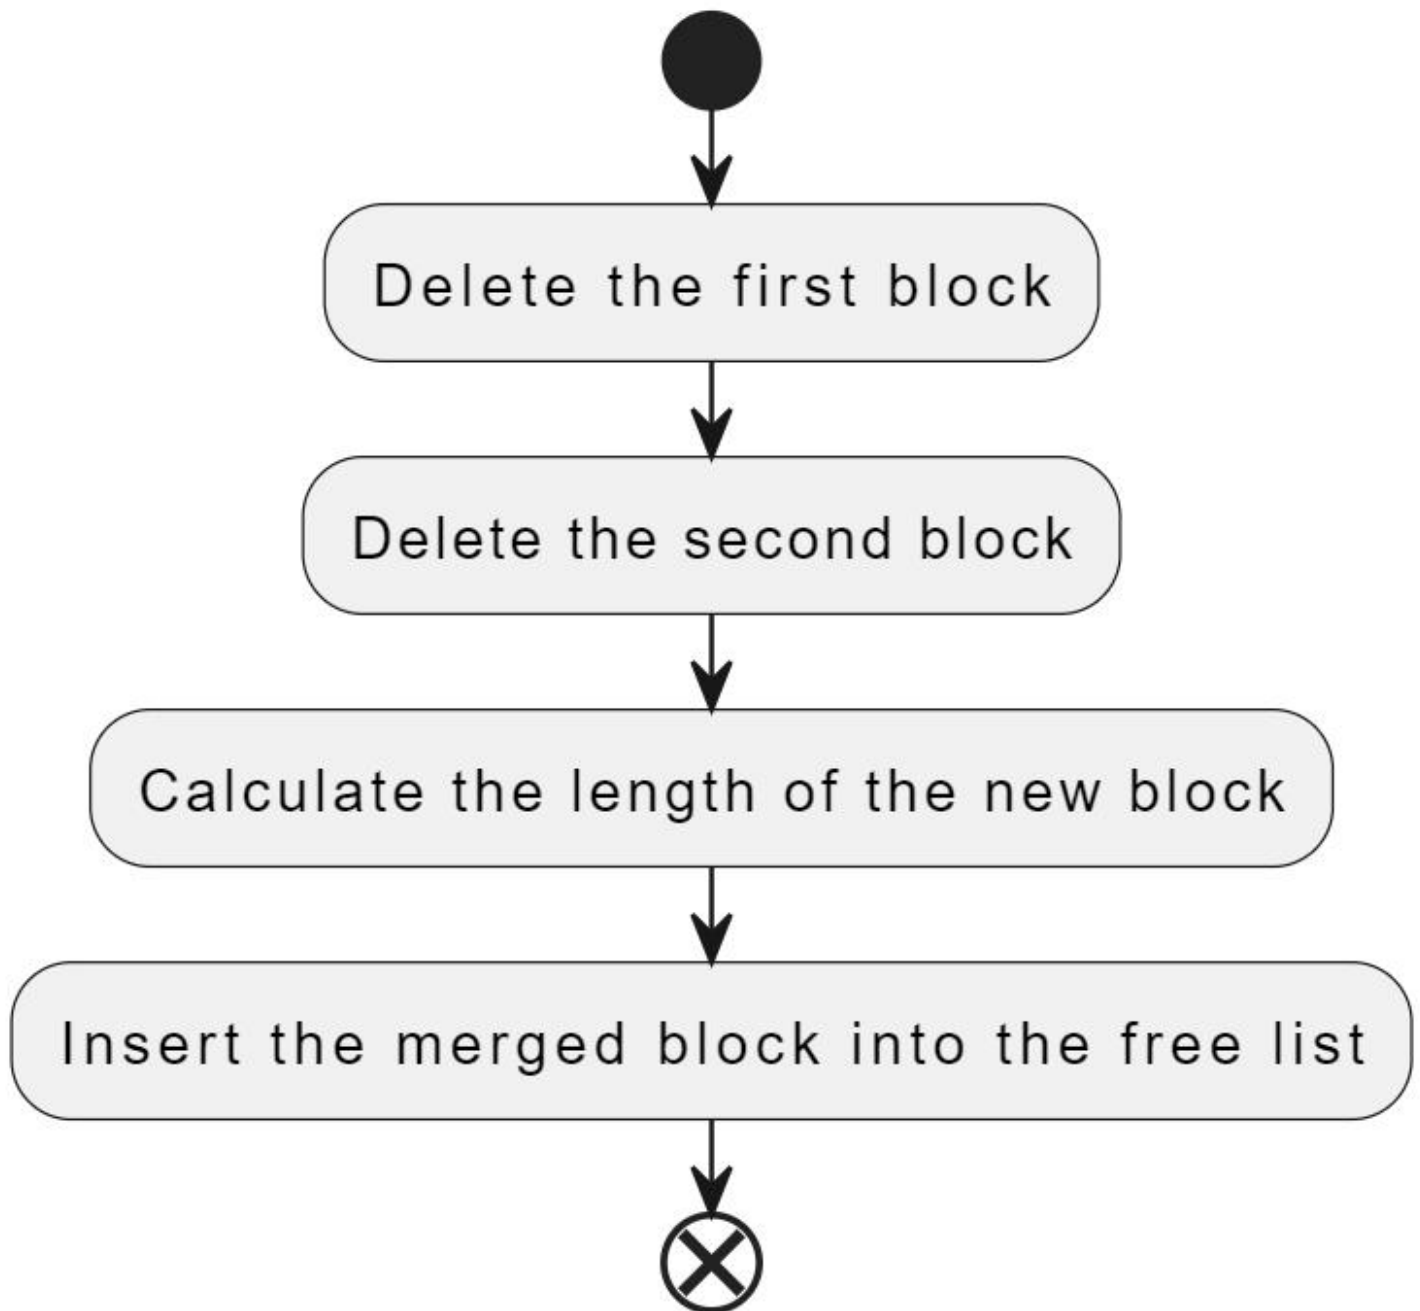 Delete the first block
Delete the second block
Calculate the length of the new block
Insert the merged block into the free list